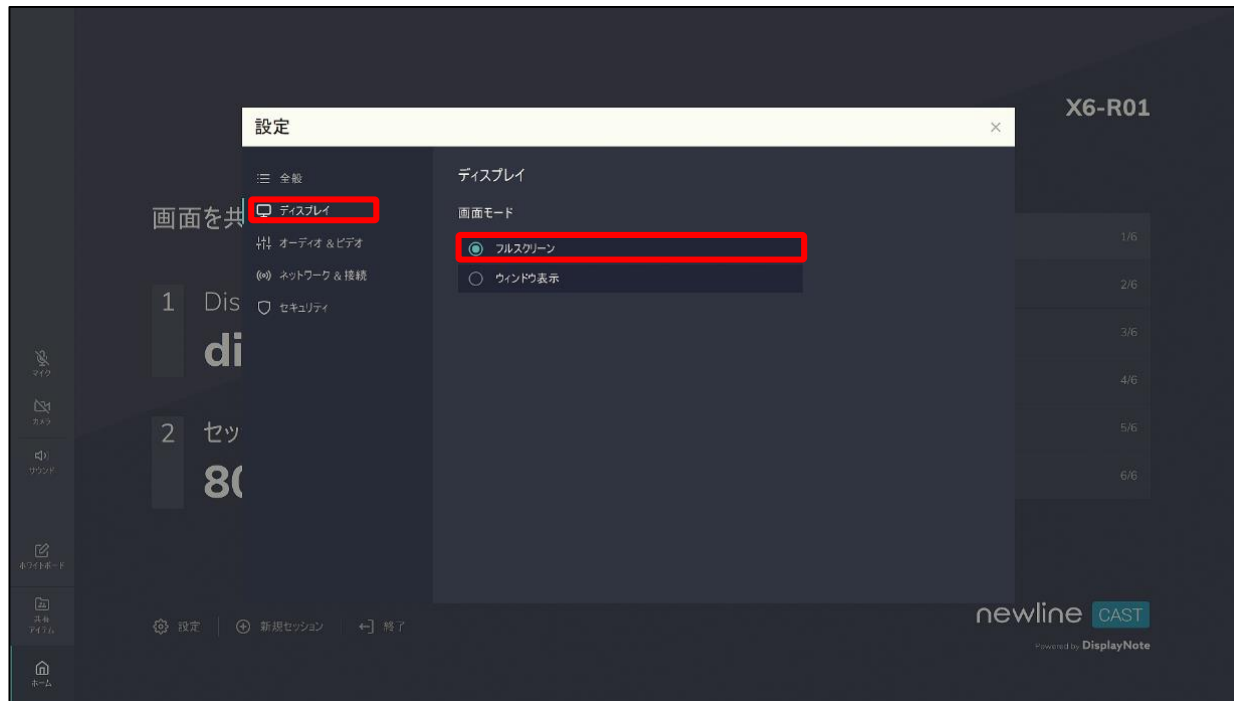 X6-R01
設定
全般
ディスプレイ
オーディオ & ビデオ
ネットワーク & 接続
セキュリティ
ディスプレイ
画面モード
フルスクリーン
ウィンドウ表示
画面を共
1 Dis
di
2 セッ
80
1/6
2/6
3/6
4/6
5/6
6/6
マイク
カメラ
サウンド
ホワイトボード
共有
アイテム
ホーム
設定
新規セッション
終了
newline CAST
Powered by DisplayNote